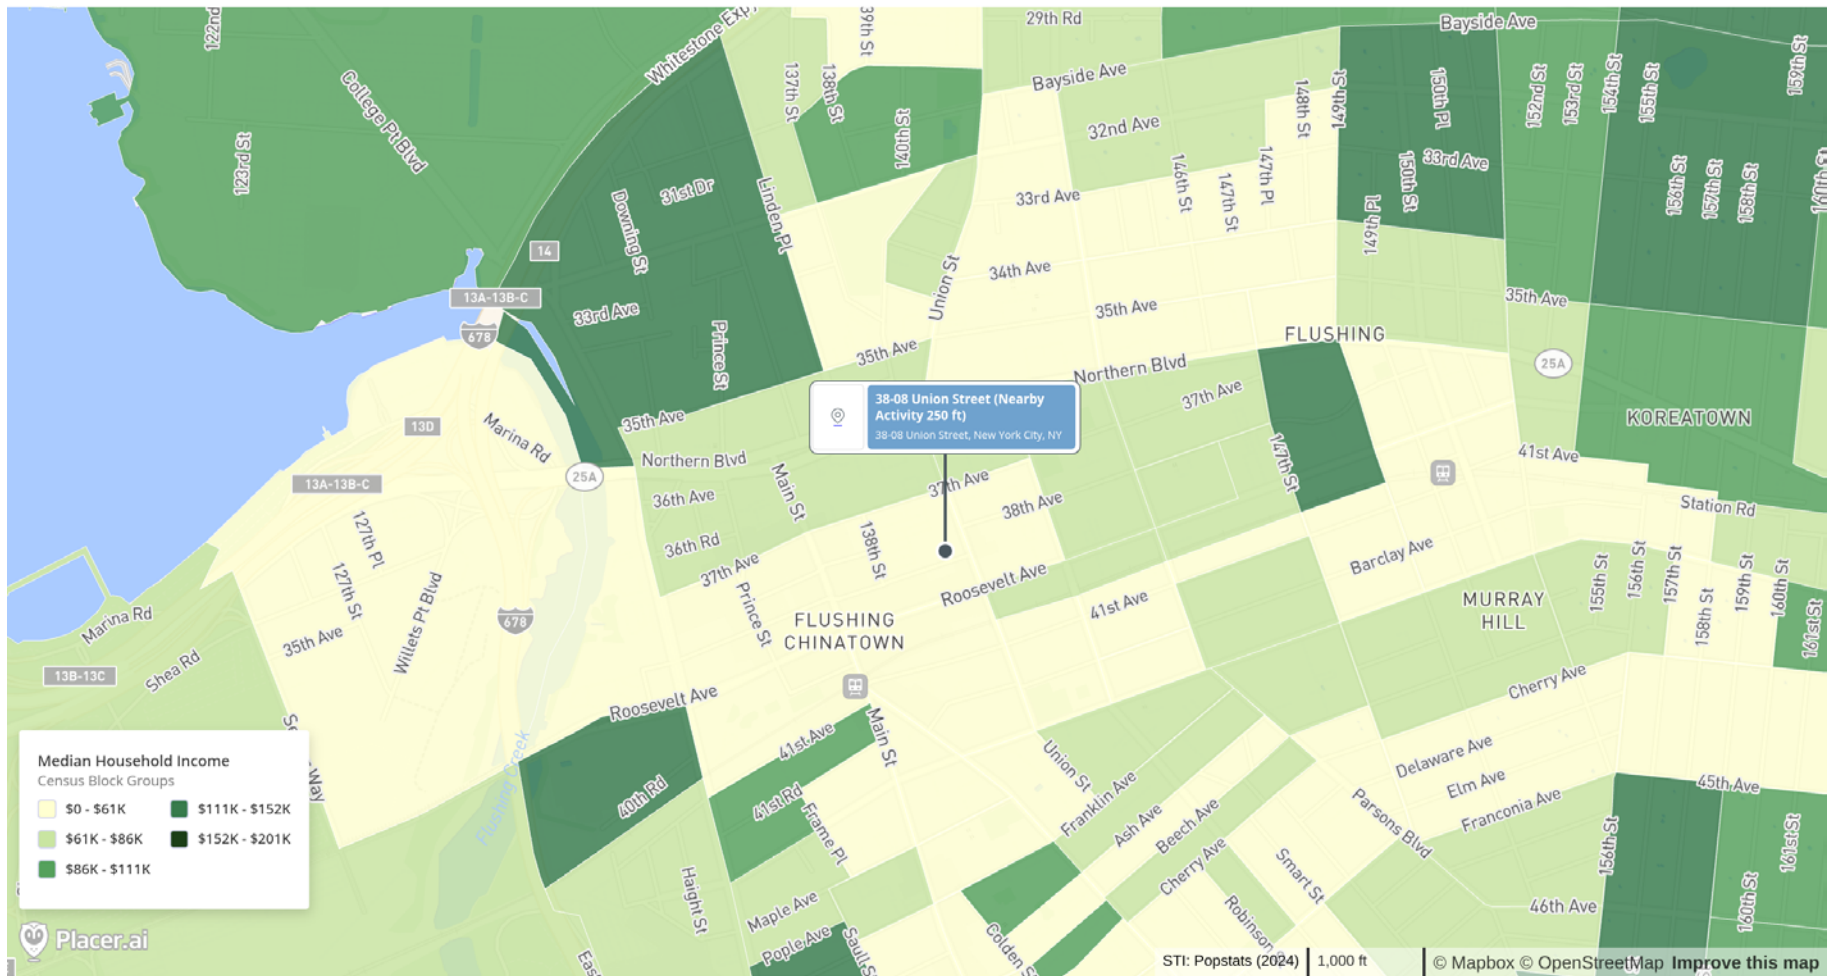 122nd
College Pt Blvd
123rd St
Whitestone Expy
39th St
29th Rd
Bayside Ave
137th St
138th St
140th St
Bayside Ave
32nd Ave
148th St
149th St
150th Pl
152nd St
153rd St
154th St
155th St
159th St
33rd Ave
146th St
147th St
147th Pl
150th St
33rd Ave
149th Pl
156th St
157th St
158th St
160th St
31st Dr
Downing St
Linden Pl
14
13A-13B-C
678
33rd Ave
Prince St
Union St
34th Ave
35th Ave
35th Ave
35th Ave
FLUSHING
25A
Northern Blvd
37th Ave
KOREATOWN
38-08 Union Street (Nearby
Activity 250 ft)
38-08 Union Street, New York City, NY
13D
Marina Rd
35th Ave
Northern Blvd
25A
13A-13B-C
36th Ave
Main St
37th Ave
38th Ave
147th St
41st Ave
Station Rd
127th Pl
36th Rd
138th St
37th Ave
Roosevelt Ave
Barclay Ave
155th St
156th St
157th St
158th St
159th St
160th St
161st St
127th St
Willets Pt Blvd
Prince St
41st Ave
MURRAY
HILL
Marina Rd
35th Ave
678
FLUSHING
CHINATOWN
Shea Rd
13B-13C
Roosevelt Ave
Cherry Ave
41st Ave
Main St
Union St
Delaware Ave
Elm Ave
Franconia Ave
45th Ave
Way
Median Household Income
Census Block Groups
$0 - $61K
$61K - $86K
$86K - $111K
$111K - $152K
$152K - $201K
Flushing Creek
40th Rd
41st Rd
Frame Pl
Franklin Ave
Ash Ave
Beech Ave
Cherry Ave
Parsons Blvd
Smart St
156th St
161st St
160th St
46th Ave
Haight St
Maple Ave
Pople Ave
Saull S
Colden S
Robinson
East
Placer.ai
STI: Popstats (2024)
1,000 ft
© Mapbox © OpenStreetMap Improve this map